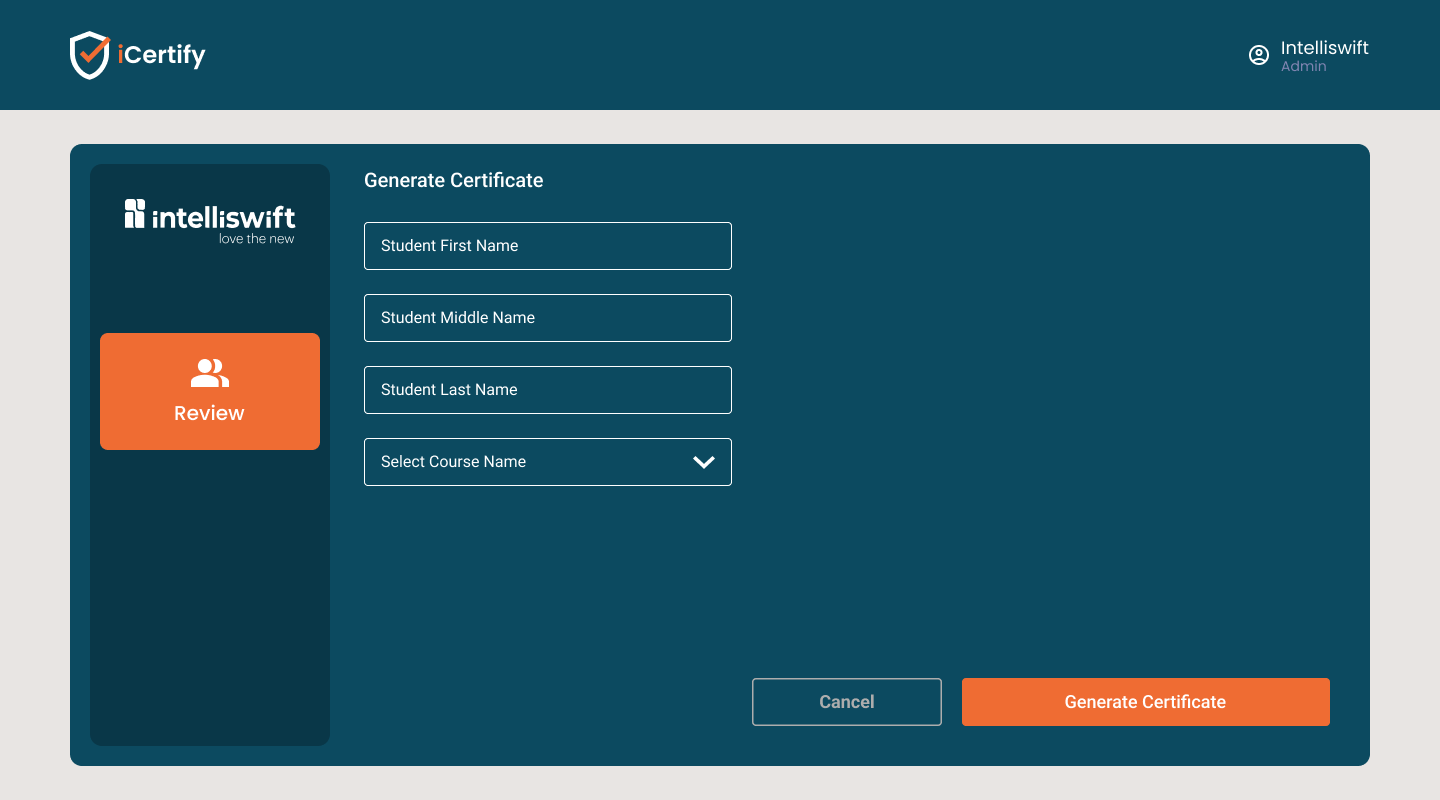 iCertify
Intelliswift
Admin
intelliswift
love the new
Review
Generate Certificate
Student First Name
Student Middle Name
Student Last Name
Select Course Name
Cancel
Generate Certificate